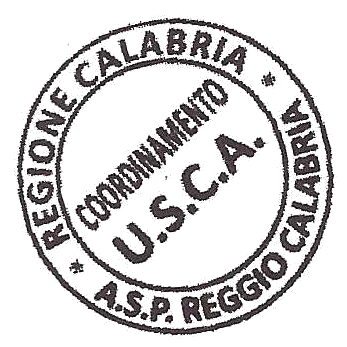 * REGIONE CALABRIA *
COORDINAMENTO
U.S.C.A.
A.S.P. REGGIO CALABRIA